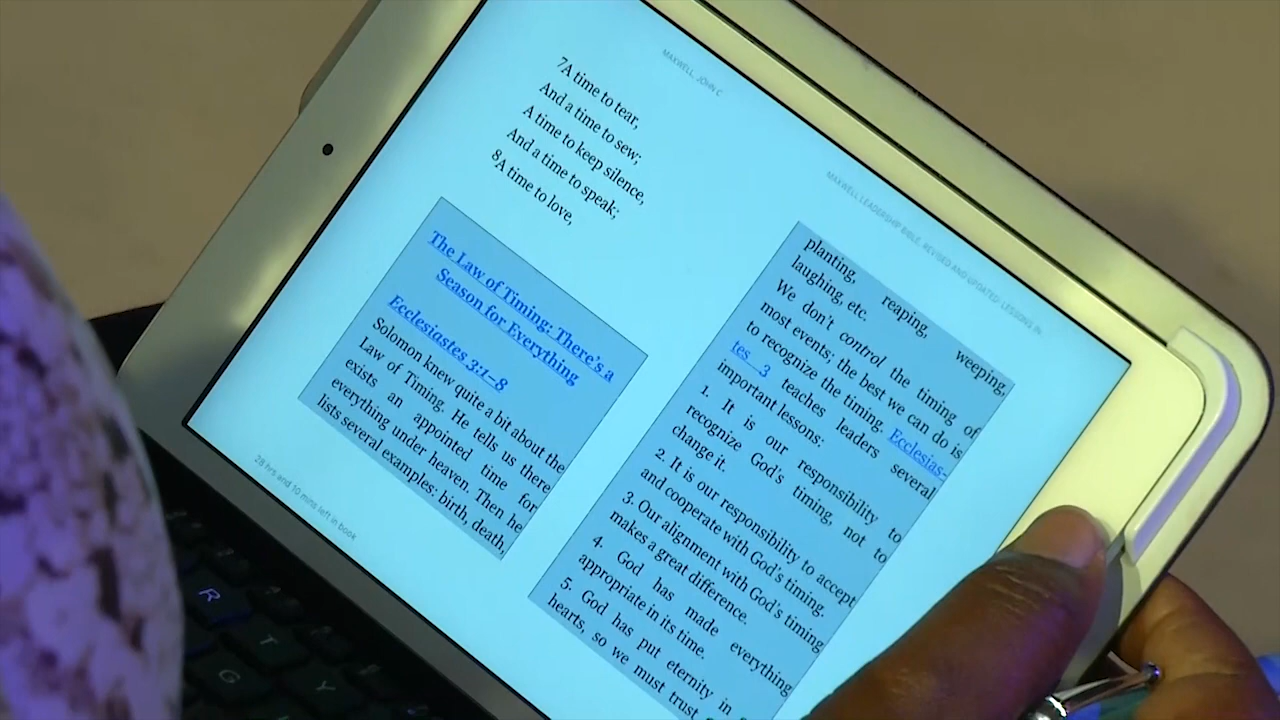 MAXWELL, JOHN C.
7A time to tear,
And a time to sew;
A time to keep silence,
And a time to speak;
8A time to love,
The Law of Timing: There's a
Season for Everything
Ecclesiastes 3:1–8
Solomon knew quite a bit about the
Law of Timing. He tells us there
exists an appointed time for
everything under heaven. Then he
lists several examples: birth, death,
28 hrs and 10 mins left in book
MAXWELL LEADERSHIP BIBLE, REVISED AND UPDATED: LESSONS IN
planting, reaping, weeping,
laughing, etc.
We don't control the timing of
most events; the best we can do is
to recognize the timing. Ecclesias-
tes 3 teaches leaders several
important lessons:
1. It is our responsibility to
recognize God's timing, not to
change it.
2. It is our responsibility to accept
and cooperate with God's timing.
3. Our alignment with God's timing
makes a great difference.
4. God has made everything
appropriate in its time.
5. God has put eternity in
hearts, so we must trust
R
T
G
Y